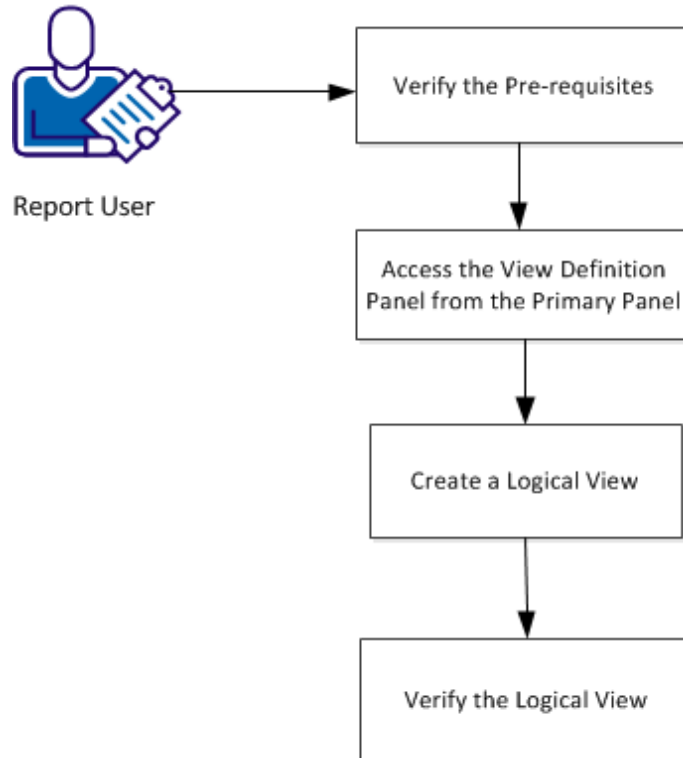 Verify the Pre-requisites
Report User
Access the View Definition
Panel from the Primary Panel
Create a Logical View
Verify the Logical View